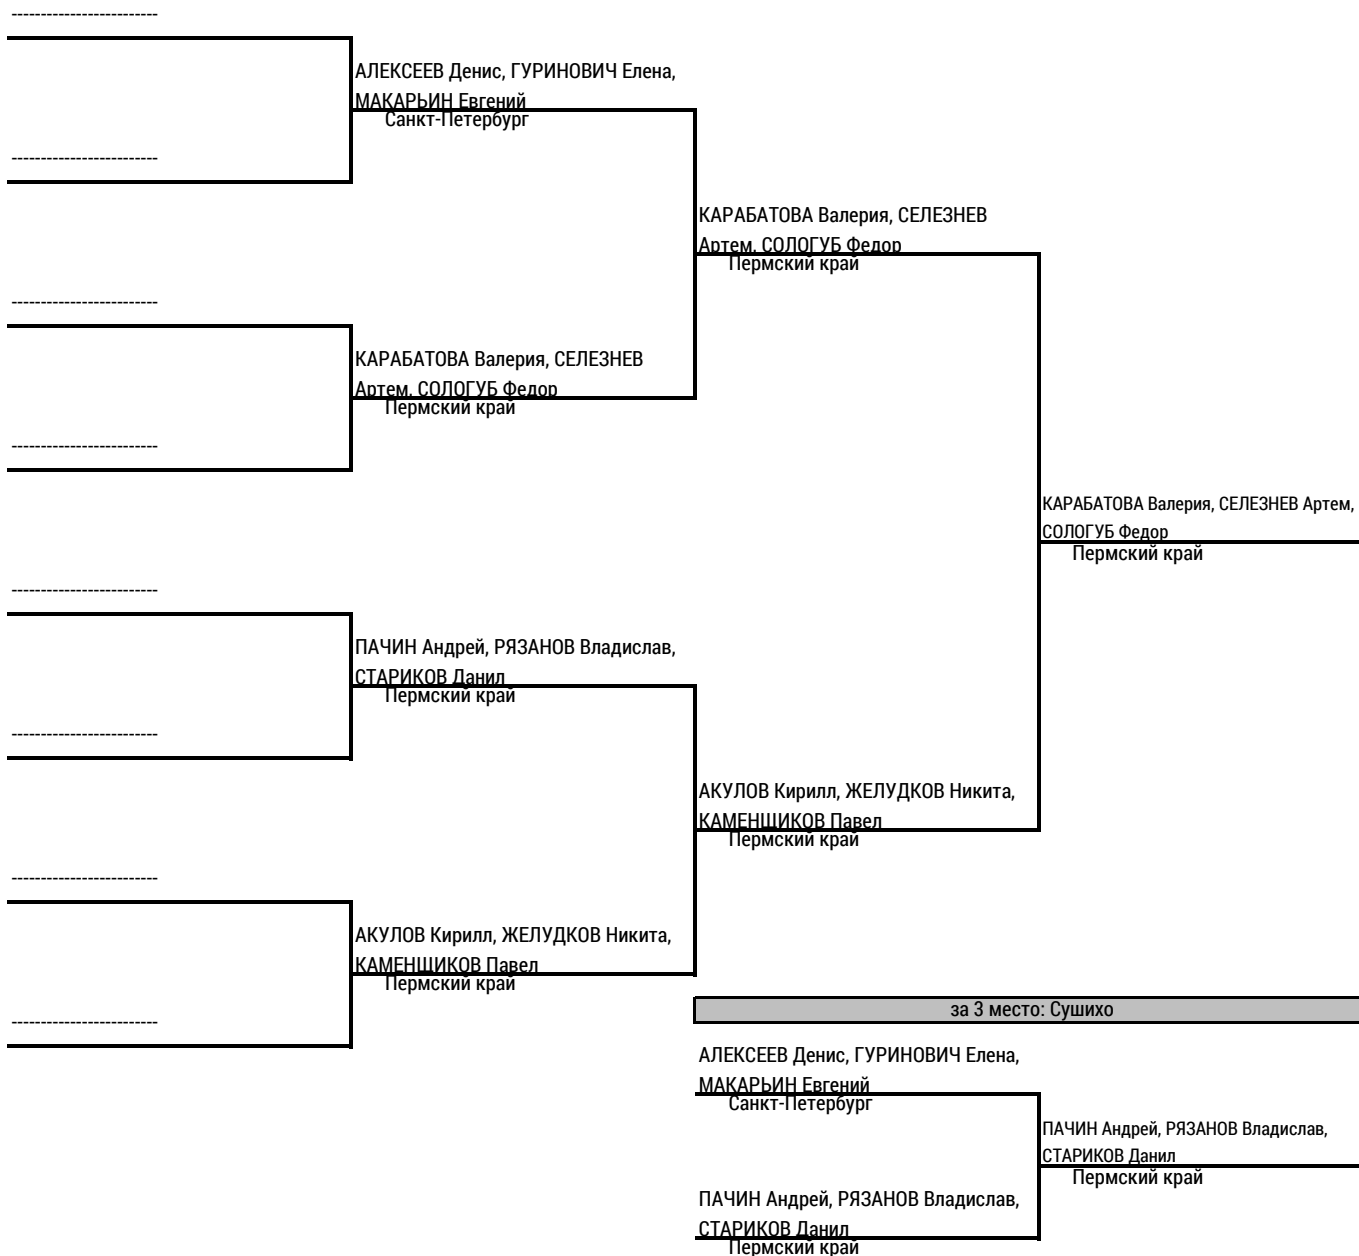 -------------------------
АЛЕКСЕЕВ Денис, ГУРИНОВИЧ Елена,
МАКАРЬИН Евгений
Санкт-Петербург
-------------------------
КАРАБАТОВА Валерия, СЕЛЕЗНЕВ
Артем, СОЛОГУБ Федор
Пермский край
-------------------------
КАРАБАТОВА Валерия, СЕЛЕЗНЕВ
Артем, СОЛОГУБ Федор
Пермский край
-------------------------
КАРАБАТОВА Валерия, СЕЛЕЗНЕВ Артем,
СОЛОГУБ Федор
Пермский край
-------------------------
ПАЧИН Андрей, РЯЗАНОВ Владислав,
СТАРИКОВ Данил
Пермский край
-------------------------
АКУЛОВ Кирилл, ЖЕЛУДКОВ Никита,
КАМЕНЩИКОВ Павел
Пермский край
-------------------------
АКУЛОВ Кирилл, ЖЕЛУДКОВ Никита,
КАМЕНЩИКОВ Павел
Пермский край
-------------------------
за 3 место: Сушихо
АЛЕКСЕЕВ Денис, ГУРИНОВИЧ Елена,
МАКАРЬИН Евгений
Санкт-Петербург
ПАЧИН Андрей, РЯЗАНОВ Владислав,
СТАРИКОВ Данил
Пермский край
ПАЧИН Андрей, РЯЗАНОВ Владислав,
СТАРИКОВ Данил
Пермский край